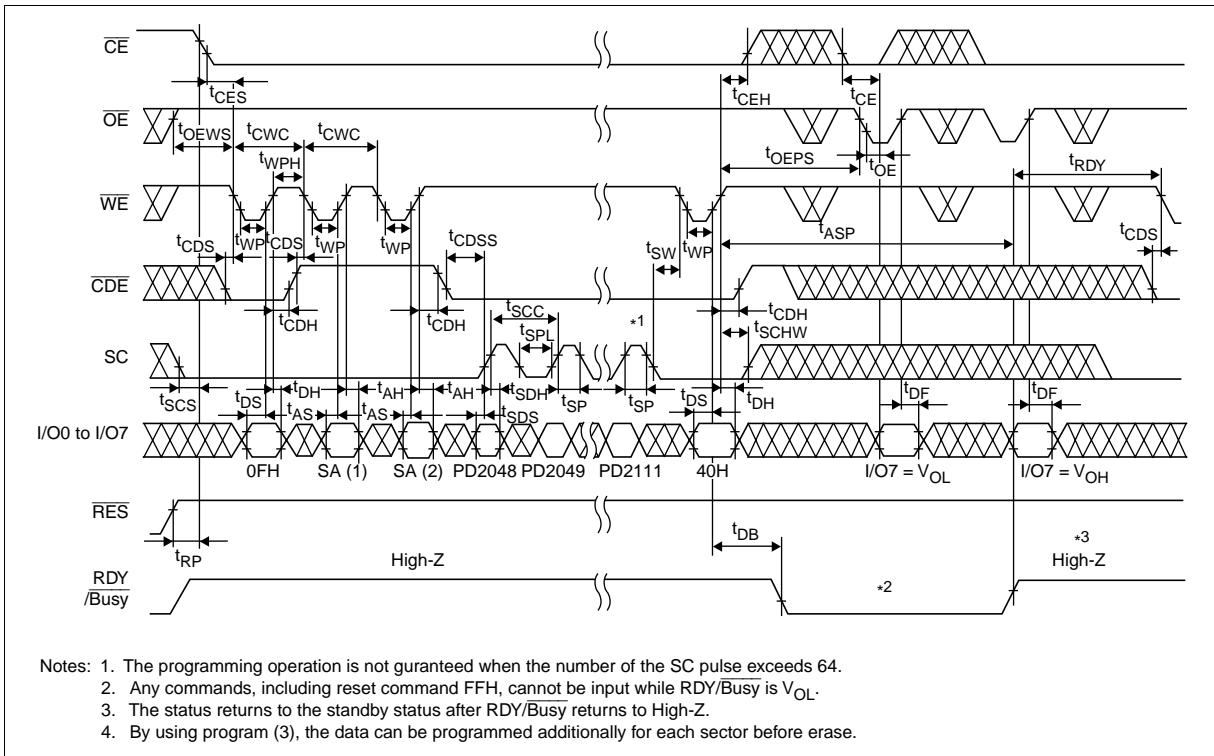 CE
tCES tCEH tCE
OE
tOEWS tCWC tCWC
tWPH tOEPS tOE tRDY
WE
tCDS tWP tCDS tWP tWP tCDSS tSW tWP tASP tCDS
CDE
tCDH tCDH tSCC *1 tCDH
tSPL tSCHW
SC
tSCS tDS tDH tAS tAH tAS tAH tSDH tSDS tSP tSP tDS tDH tDF tDF
I/O0 to I/O7
0FH SA (1) SA (2) PD2048 PD2049 PD2111 40H I/O7 = VOL I/O7 = VOH
RES
tRP tDB *3
High-Z High-Z
RDY
/Busy *2
Notes: 1. The programming operation is not guranteed when the number of the SC pulse exceeds 64.
2. Any commands, including reset command FFH, cannot be input while RDY/Busy is VOL.
3. The status returns to the standby status after RDY/Busy returns to High-Z.
4. By using program (3), the data can be programmed additionally for each sector before erase.